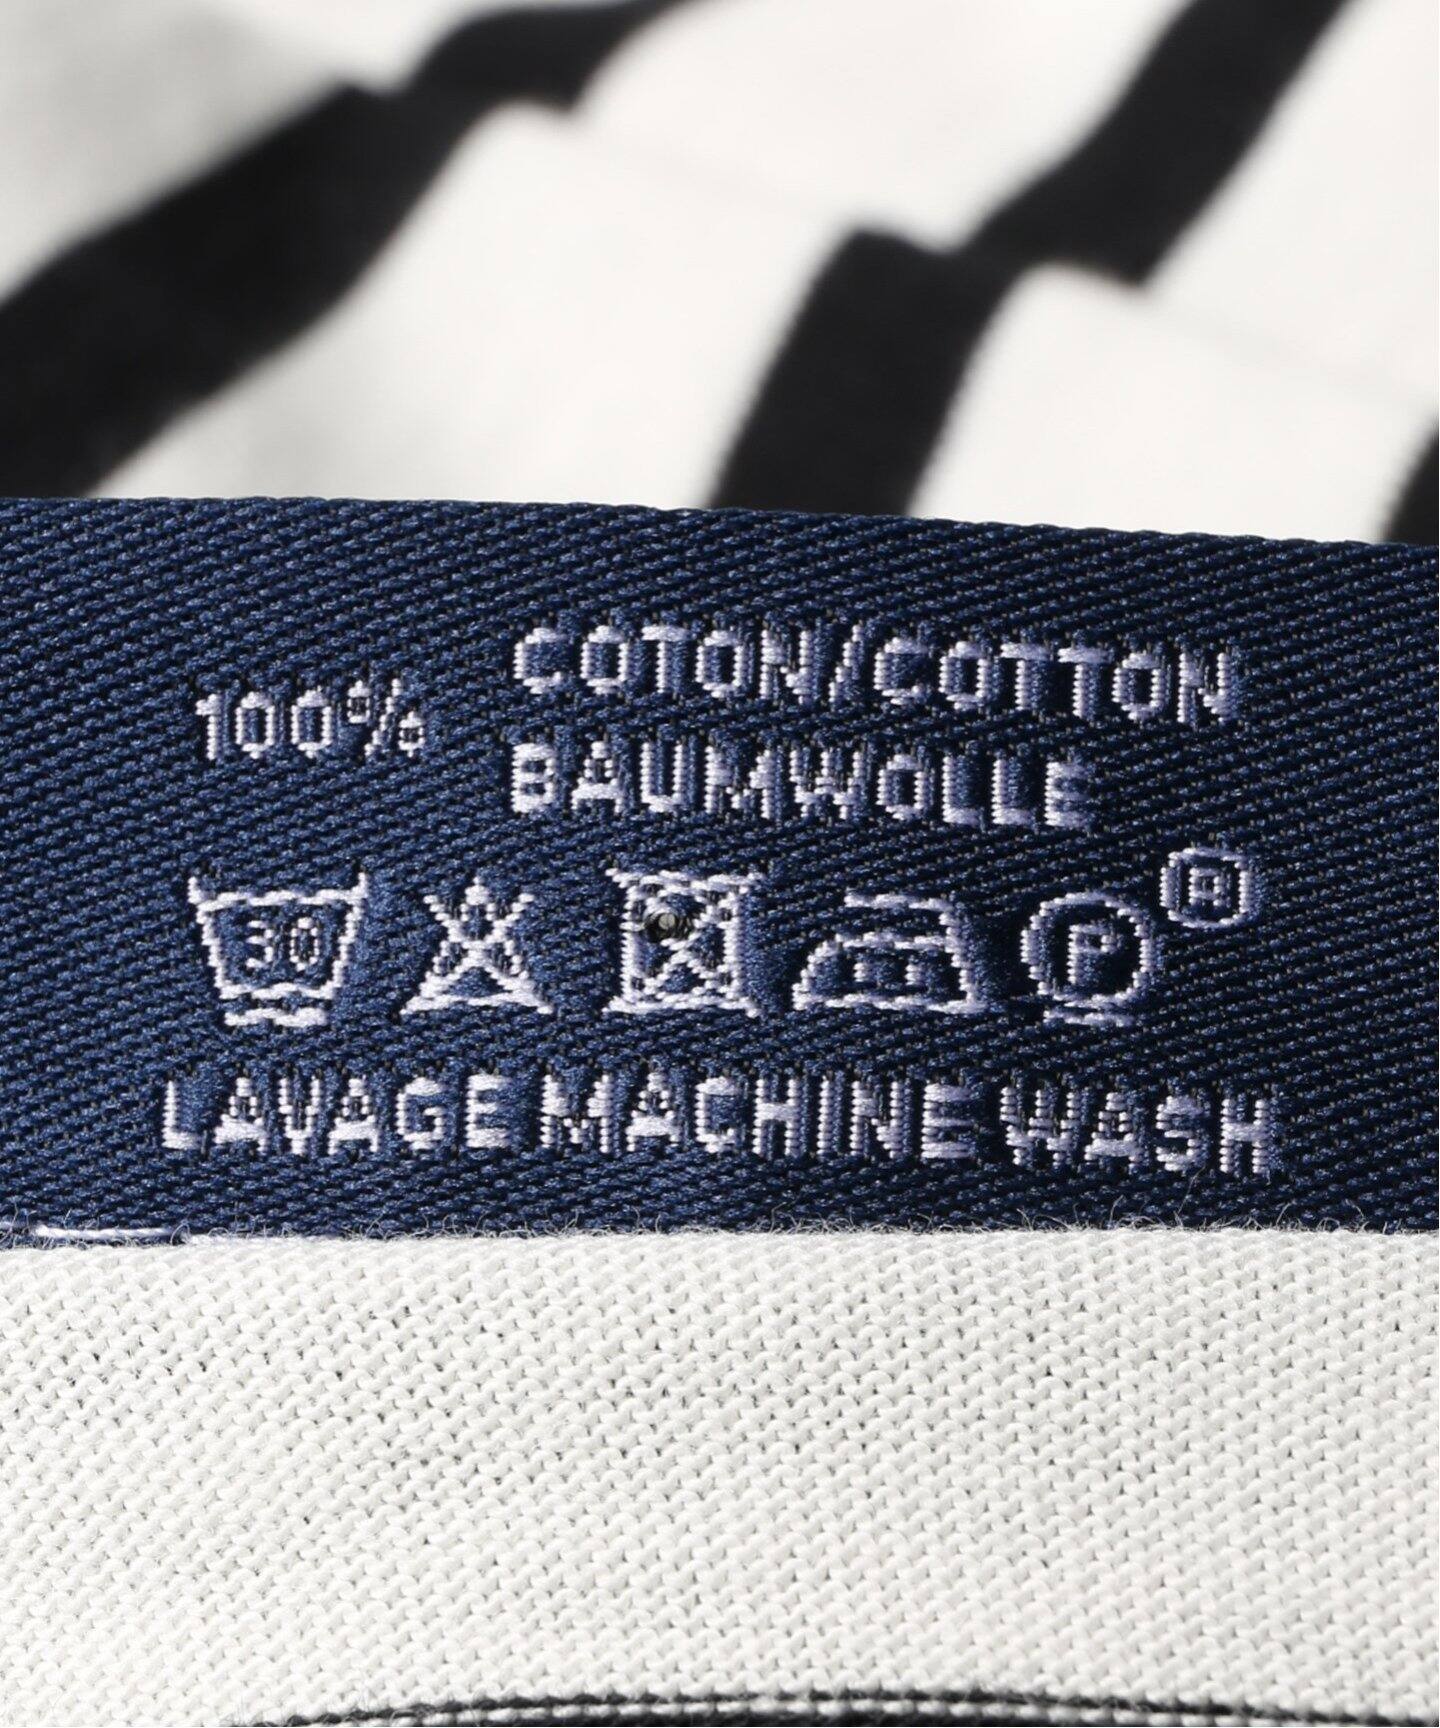 100% COTON/COTTON
BAUMWOLLE
30 P ®
LAVAGE MACHINE WASH